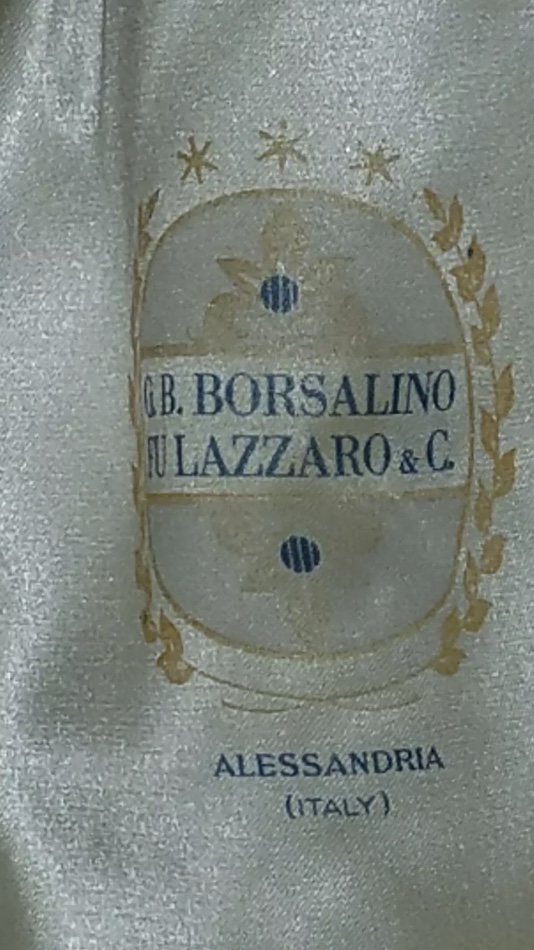 G.B. BORSALINO
FU LAZZARO & C.
ALESSANDRIA
(ITALY)